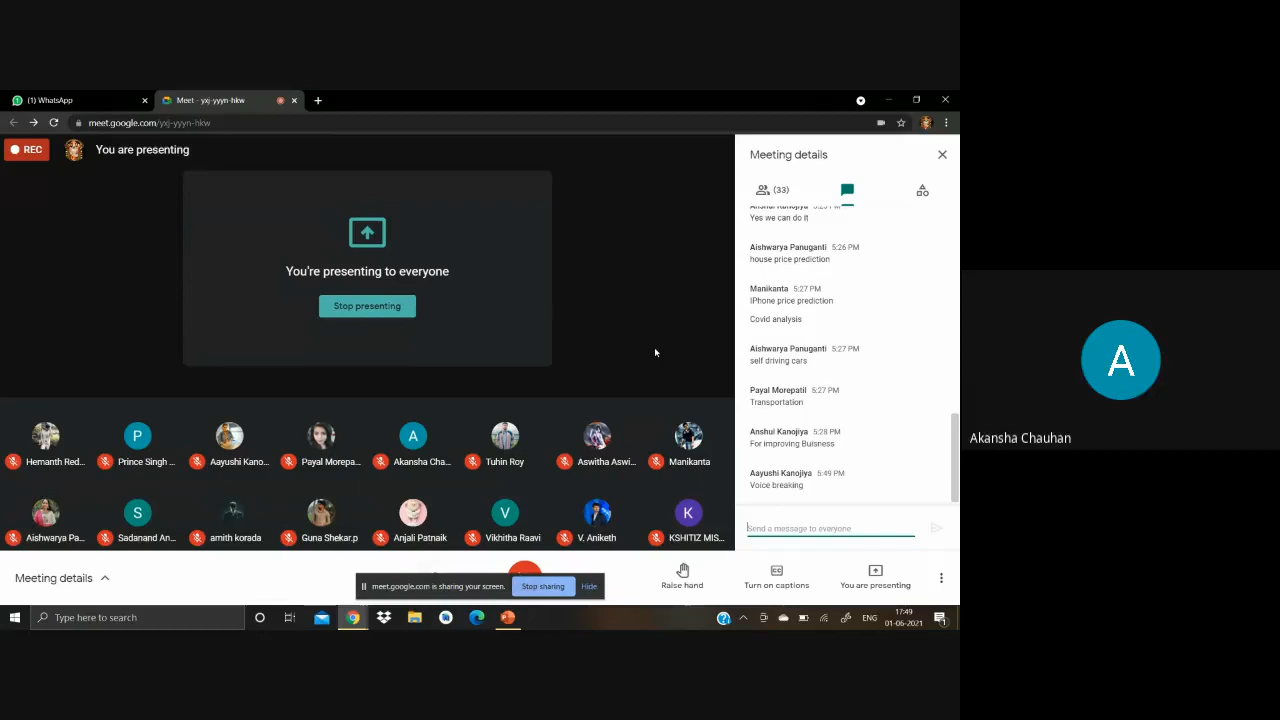 (1) WhatsApp
Meet - yxj-yyyn-hkw
meet.google.com/yxj-yyyn-hkw
REC
You are presenting
You're presenting to everyone
Stop presenting
Meeting details
(33)
Yes we can do it
Aishwarya Panuganti 5:26 PM
house price prediction
Manikanta 5:27 PM
IPhone price prediction
Covid analysis
Aishwarya Panuganti 5:27 PM
self driving cars
Payal Morepatil 5:27 PM
Transportation
Anshul Kanojiya 5:28 PM
For improving Buisness
Aayushi Kanojiya 5:49 PM
Voice breaking
Send a message to everyone
P
A
Hemanth Red...
Prince Singh ...
Aayushi Kano...
Payal Morepa...
Akansha Cha...
Tuhin Roy
Aswitha Aswi...
Manikanta
S
V
K
Aishwarya Pa...
Sadanand An...
amith korada
Guna Shekar.p
Anjali Patnaik
Vikhitha Raavi
V. Aniketh
KSHITIZ MIS...
Meeting details
meet.google.com is sharing your screen.
Stop sharing
Hide
Raise hand
Turn on captions
You are presenting
Type here to search
ENG
17:49
01-06-2021
A
Akansha Chauhan